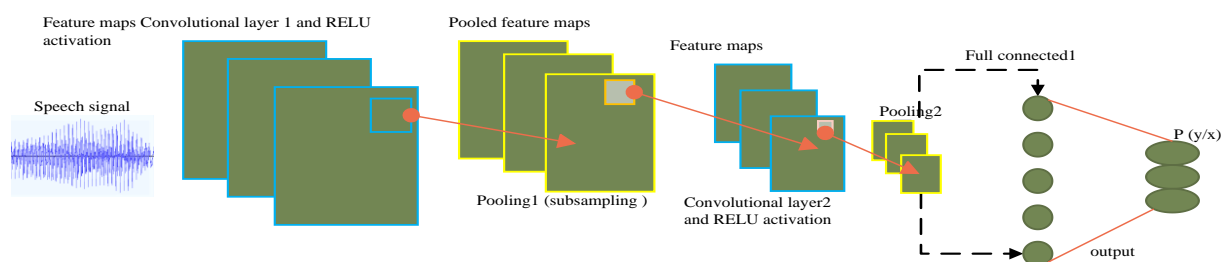 Feature maps Convolutional layer 1 and RELU
activation
Pooled feature maps
Feature maps
Full connected1
Speech signal
Pooling2
P (y/x)
Pooling1 (subsampling )
Convolutional layer2
and RELU activation
output